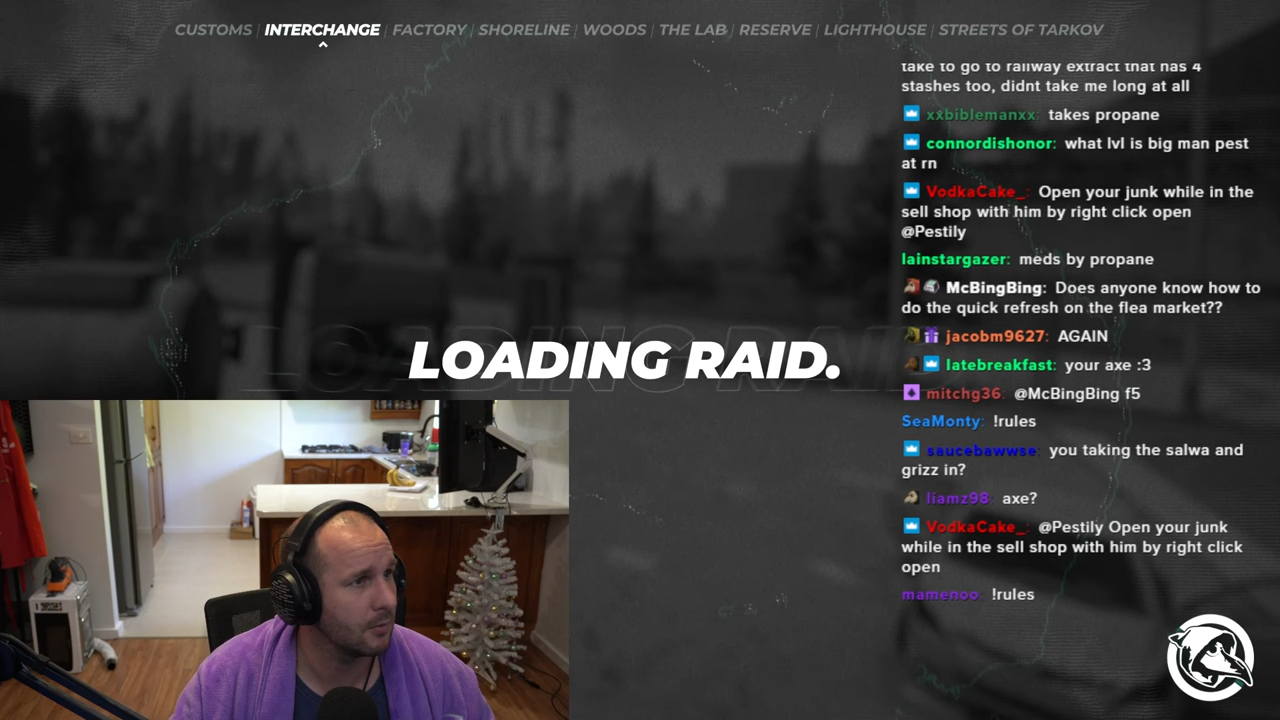 CUSTOMS | INTERCHANGE | FACTORY | SHORELINE | WOODS | THE LAB | RESERVE | LIGHTHOUSE | STREETS OF TARKOV
take to go to railway extract that has 4
stashes too, didnt take me long at all
xxbiblemanxx: takes propane
connordishonor: what lvl is big man pest
at rn
VodkaCake_: Open your junk while in the
sell shop with him by right click open
@Pestily
lainstargazer: meds by propane
McBingBing: Does anyone know how to
do the quick refresh on the flea market??
jacobm9627: AGAIN
latebreakfast: your axe :3
mitchg36: @McBingBing f5
SeaMonty: !rules
saucebawwse: you taking the salwa and
grizz in?
liamz98: axe?
VodkaCake_: @Pestily Open your junk
while in the sell shop with him by right click
open
mamenoo: !rules
LOADING RAID.